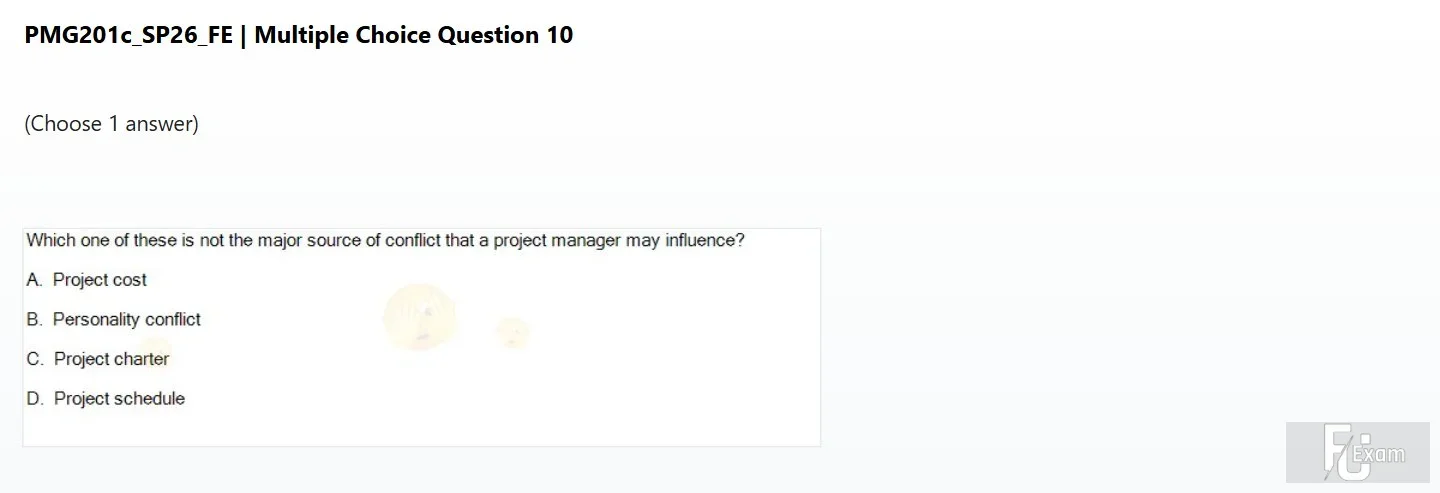 PMG201c_SP26_FE | Multiple Choice Question 10
(Choose 1 answer)
Which one of these is not the major source of conflict that a project manager may influence?
A. Project cost
B. Personality conflict
C. Project charter
D. Project schedule
FU Exam